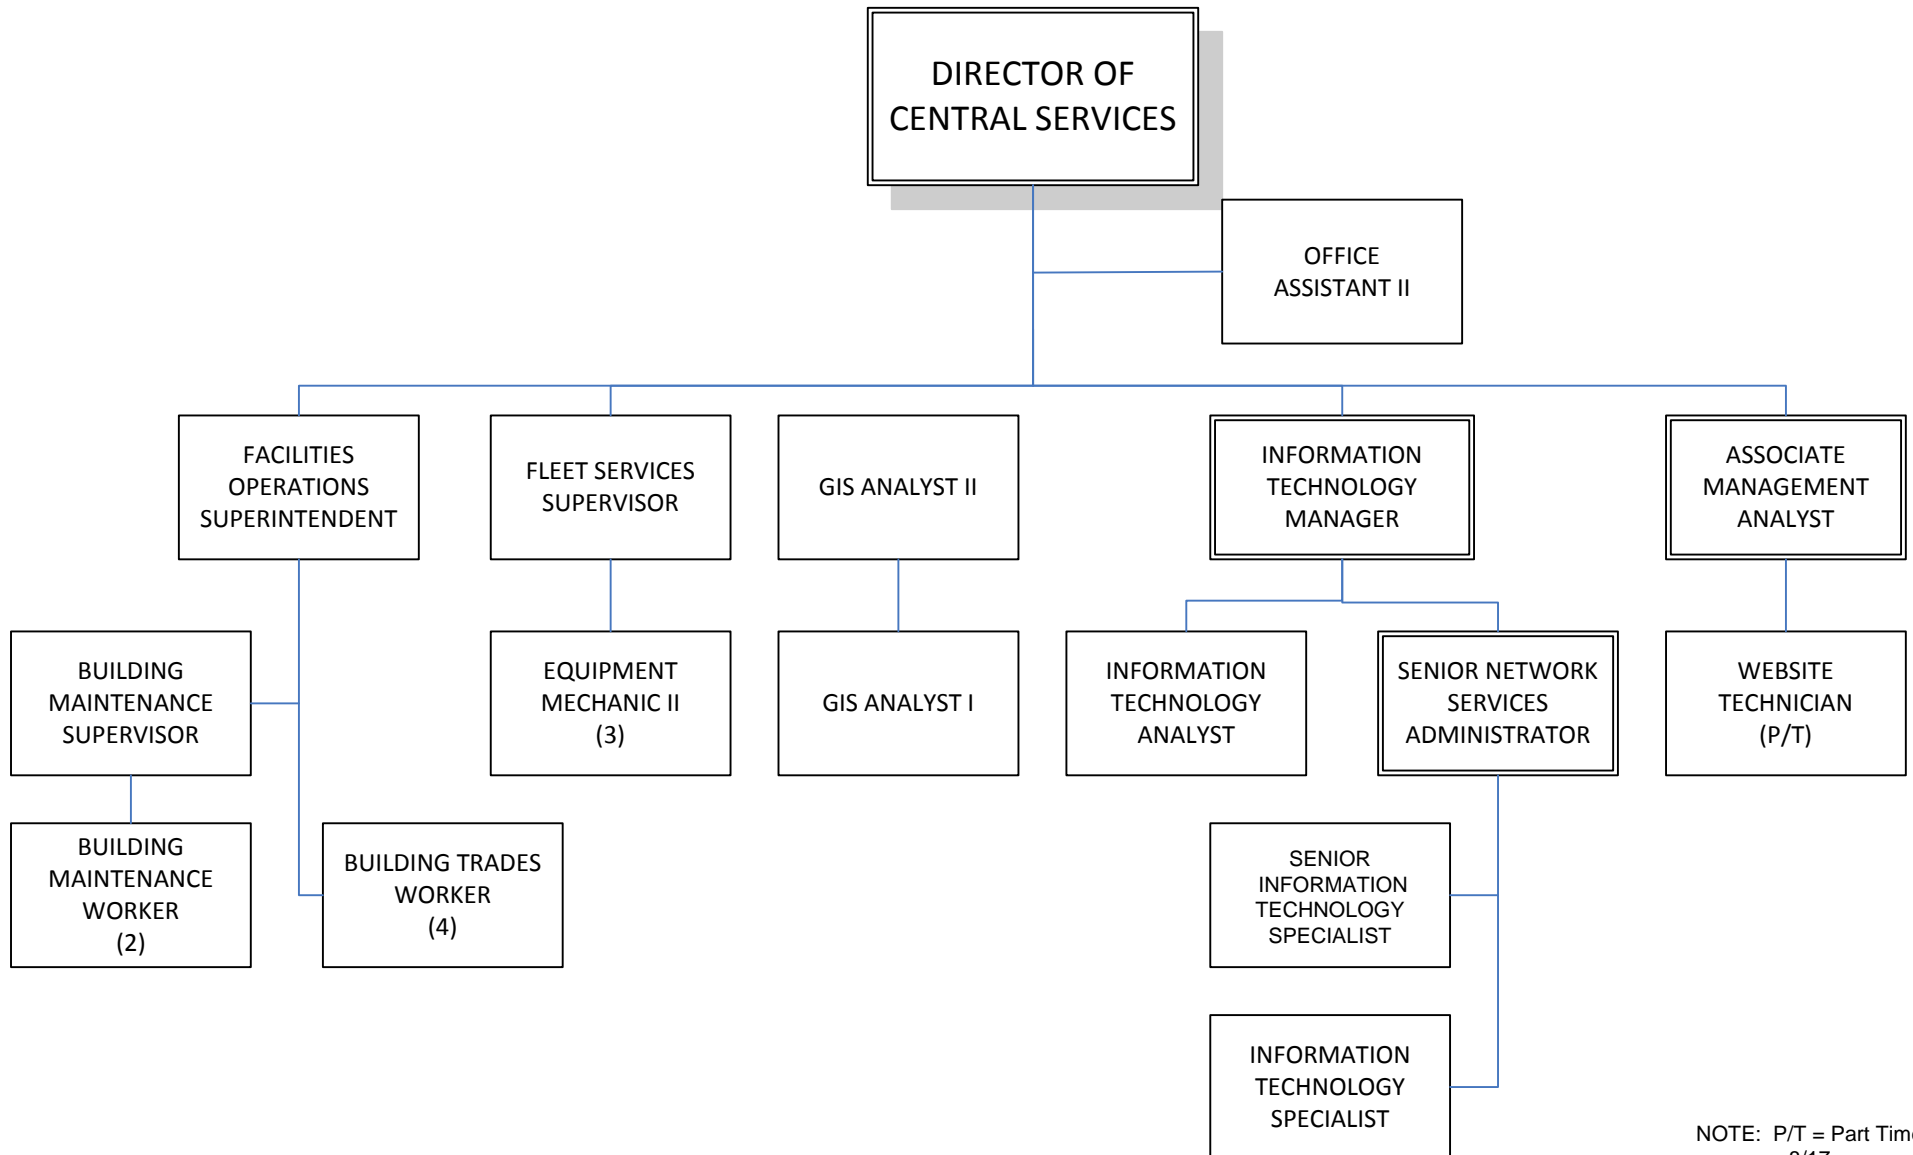 DIRECTOR OF
CENTRAL SERVICES
OFFICE
ASSISTANT II
FACILITIES
OPERATIONS
SUPERINTENDENT
FLEET SERVICES
SUPERVISOR
GIS ANALYST II
INFORMATION
TECHNOLOGY
MANAGER
ASSOCIATE
MANAGEMENT
ANALYST
BUILDING
MAINTENANCE
SUPERVISOR
EQUIPMENT
MECHANIC II
(3)
GIS ANALYST I
INFORMATION
TECHNOLOGY
ANALYST
SENIOR NETWORK
SERVICES
ADMINISTRATOR
WEBSITE
TECHNICIAN
(P/T)
BUILDING
MAINTENANCE
WORKER
(2)
BUILDING TRADES
WORKER
(4)
SENIOR
INFORMATION
TECHNOLOGY
SPECIALIST
INFORMATION
TECHNOLOGY
SPECIALIST
NOTE: P/T = Part Tim